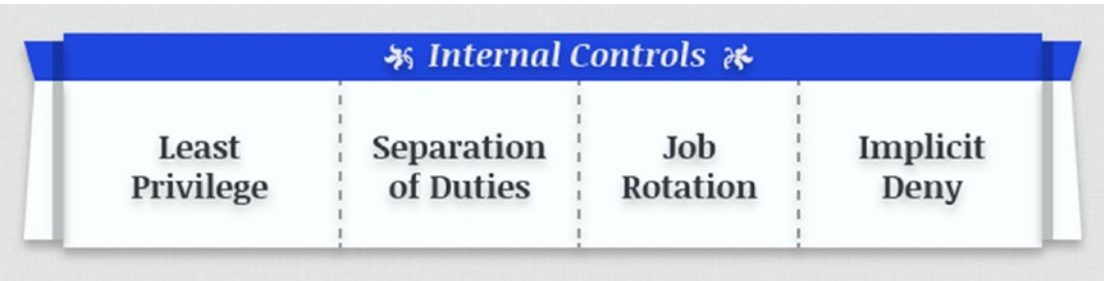 Internal Controls
Least
Privilege
Separation
of Duties
Job
Rotation
Implicit
Deny